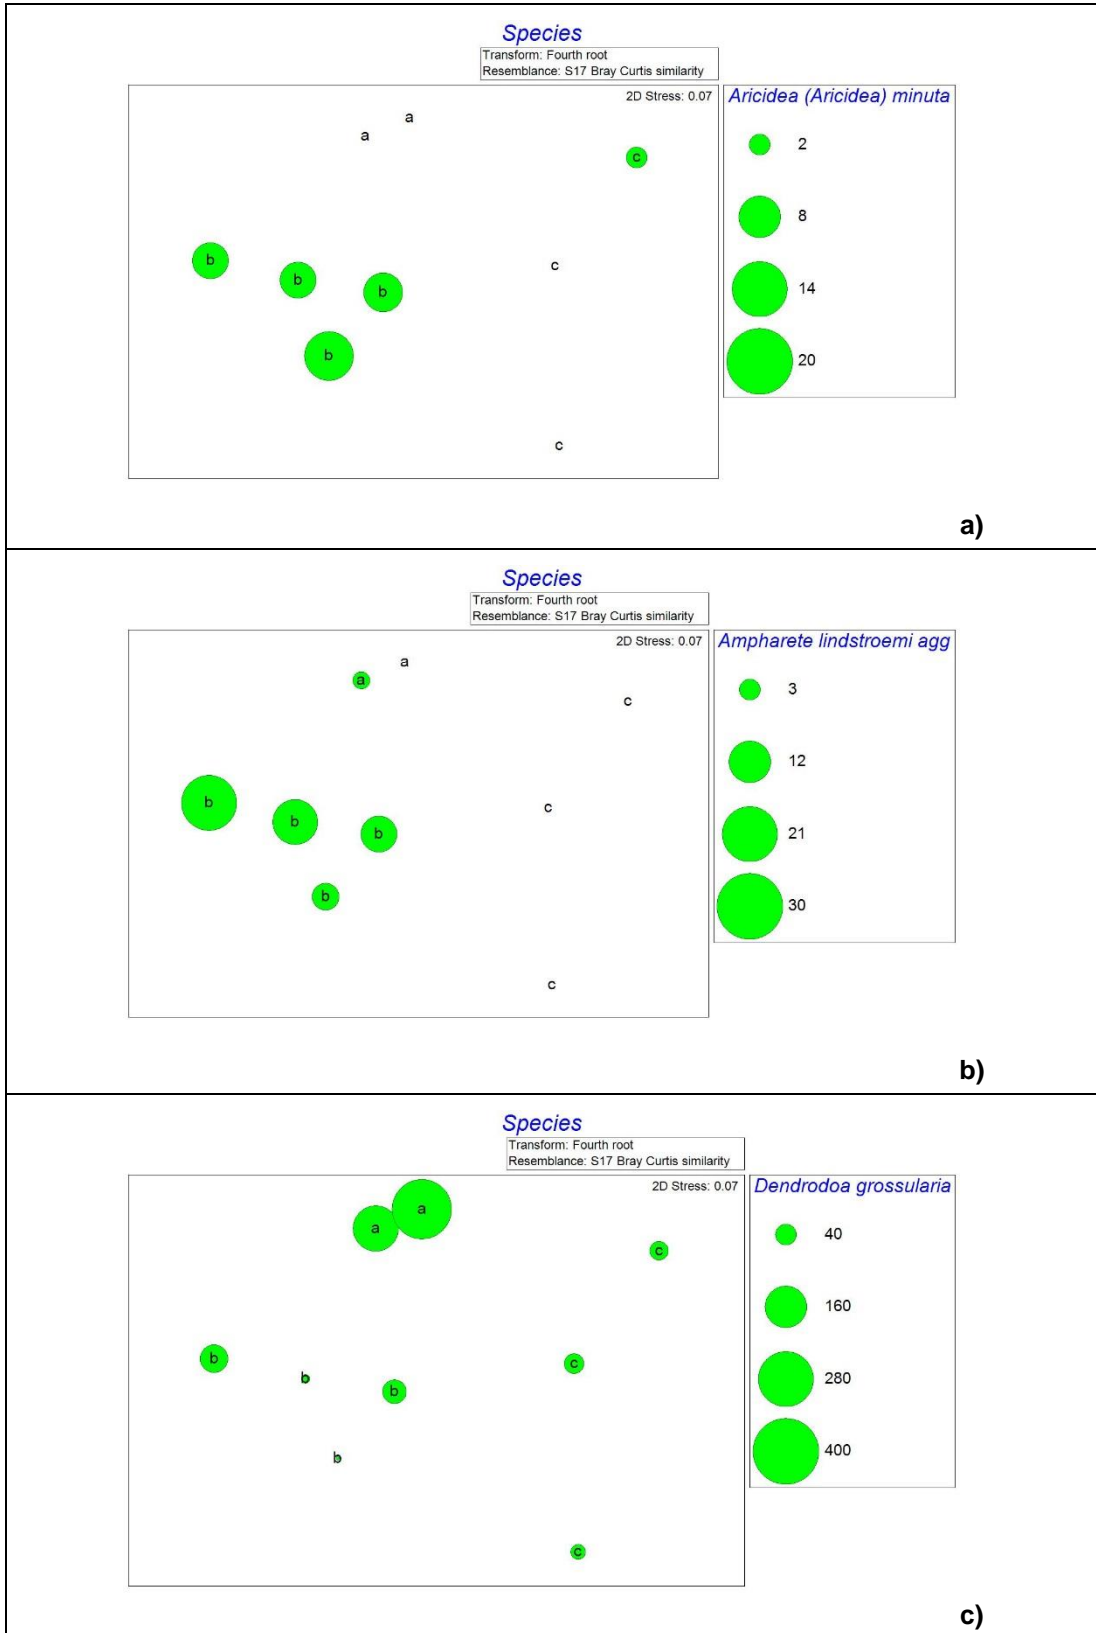 Species
Transform: Fourth root
Resemblance: S17 Bray Curtis similarity
2D Stress: 0.07
Aricidea (Aricidea) minuta
a
a
c
2
b
b
b
c
8
14
b
20
c
a)
Species
Transform: Fourth root
Resemblance: S17 Bray Curtis similarity
2D Stress: 0.07
Ampharete lindstroemi agg
a
a
c
3
b
b
b
c
12
21
b
30
c
b)
Species
Transform: Fourth root
Resemblance: S17 Bray Curtis similarity
2D Stress: 0.07
Dendrodoa grossularia
a
a
c
40
b
b
b
c
160
280
b
400
c
c)